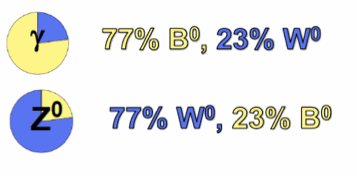 γ 77% B⁰, 23% W⁰
Z⁰ 77% W⁰, 23% B⁰